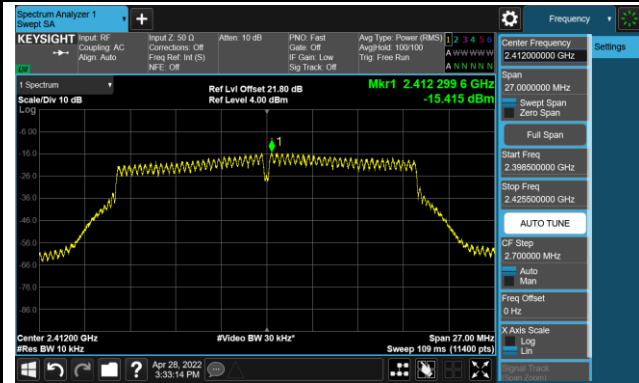 Spectrum Analyzer 1
Swept SA
+
Frequency
KEYSIGHT
Input: RF
Coupling: AC
Align: Auto
Input Z: 50 Ω
Corrections: Off
Freq Ref: Int (S)
NFE: Off
Atten: 10 dB
PNO: Fast
Gate: Off
IF Gain: Low
Sig Track: Off
Avg Type: Power (RMS)
Avg|Hold: 100/100
Trig: Free Run
1 2 3 4 5 6
A W W W W W
A N N N N N
1 Spectrum
Scale/Div 10 dB
Log
Ref Lvl Offset 21.80 dB
Ref Level 4.00 dBm
Mkr1 2.412 299 6 GHz
-15.415 dBm
-6.00
-16.0
-26.0
-36.0
-46.0
-56.0
-66.0
-76.0
-86.0
1
Center 2.41200 GHz
#Res BW 10 kHz
#Video BW 30 kHz*
Span 27.00 MHz
Sweep 109 ms (11400 pts)
Apr 28, 2022
3:33:14 PM
Center Frequency
2.412000000 GHz
Settings
Span
27.0000000 MHz
Swept Span
Zero Span
Full Span
Start Freq
2.398500000 GHz
Stop Freq
2.425500000 GHz
AUTO TUNE
CF Step
2.700000 MHz
Auto
Man
Freq Offset
0 Hz
X Axis Scale
Log
Lin
Signal Track
(Span Zoom)